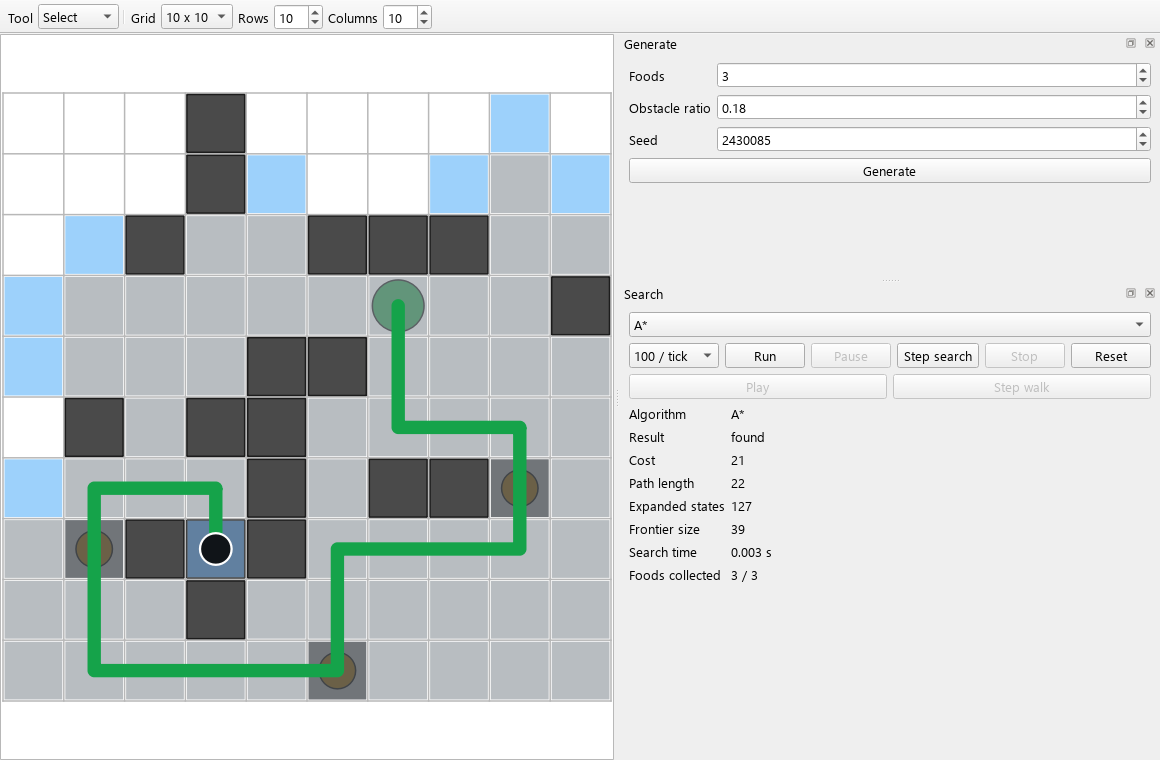 Tool Select Grid 10 x 10 Rows 10 Columns 10
Generate
Foods 3
Obstacle ratio 0.18
Seed 2430085
Generate
Search
A*
100 / tick Run Pause Step search Stop Reset
Play Step walk
Algorithm A*
Result found
Cost 21
Path length 22
Expanded states 127
Frontier size 39
Search time 0.003 s
Foods collected 3 / 3